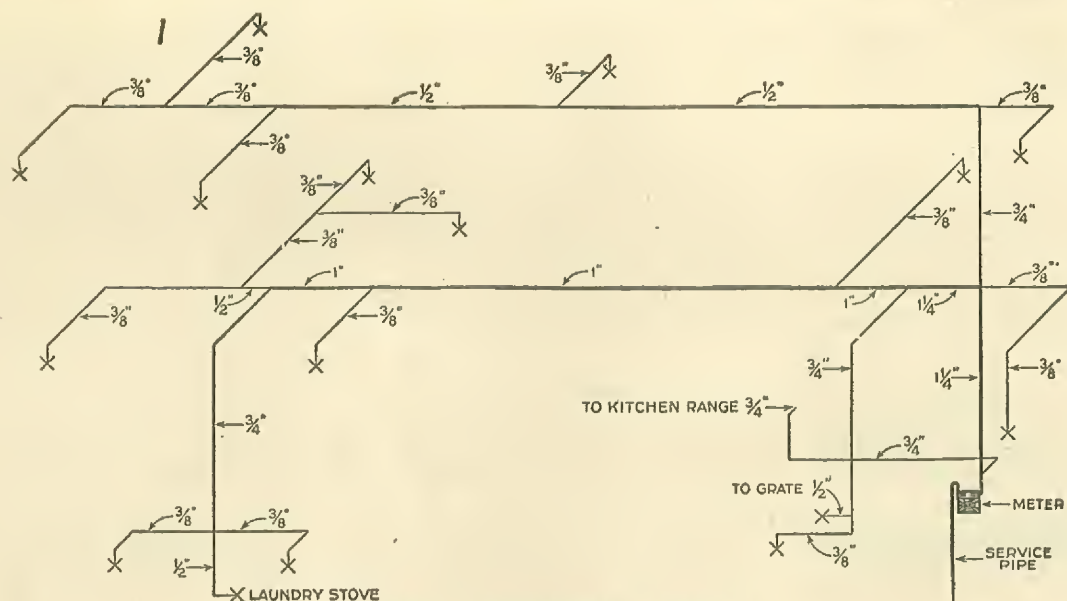 3/8"
3/8" 3/8" 3/8" 1/2" 1/2" 3/8"
3/8"
3/8" 3/8" 3/8" 3/4"
3/8"
1/2" 1" 1" 1" 1 1/4" 3/8"
3/8" 3/8" 3/4" 1 1/4" 3/8"
TO KITCHEN RANGE 3/4"
3/4" 3/4"
TO GRATE 1/2"
METER
3/8" 3/8"
3/8"
1/2" SERVICE
PIPE
LAUNDRY STOVE